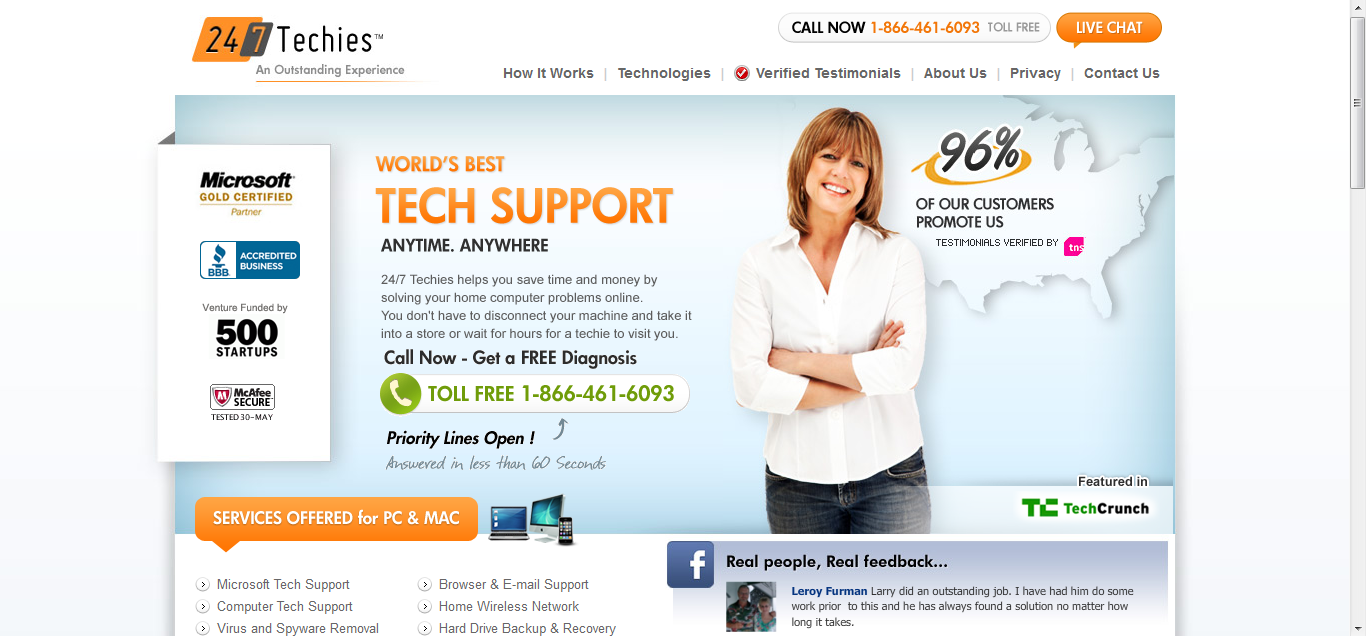 24/7 Techies™
An Outstanding Experience
CALL NOW 1-866-461-6093 TOLL FREE
LIVE CHAT
How It Works | Technologies | Verified Testimonials | About Us | Privacy | Contact Us
Microsoft
GOLD CERTIFIED
Partner
BBB.
ACCREDITED
BUSINESS
Venture Funded by
500
STARTUPS
McAfee
SECURE
TESTED 30-MAY
WORLD'S BEST
TECH SUPPORT
ANYTIME. ANYWHERE
24/7 Techies helps you save time and money by
solving your home computer problems online.
You don't have to disconnect your machine and take it
into a store or wait for hours for a techie to visit you.
Call Now - Get a FREE Diagnosis
TOLL FREE 1-866-461-6093
Priority Lines Open !
Answered in less than 60 Seconds
96%
OF OUR CUSTOMERS
PROMOTE US
TESTIMONIALS VERIFIED BY tns
Featured in
TC TechCrunch
SERVICES OFFERED for PC & MAC
Microsoft Tech Support
Computer Tech Support
Virus and Spyware Removal
Browser & E-mail Support
Home Wireless Network
Hard Drive Backup & Recovery
f
Real people, Real feedback...
Leroy Furman Larry did an outstanding job. I have had him do some
work prior to this and he has always found a solution no matter how
long it takes.